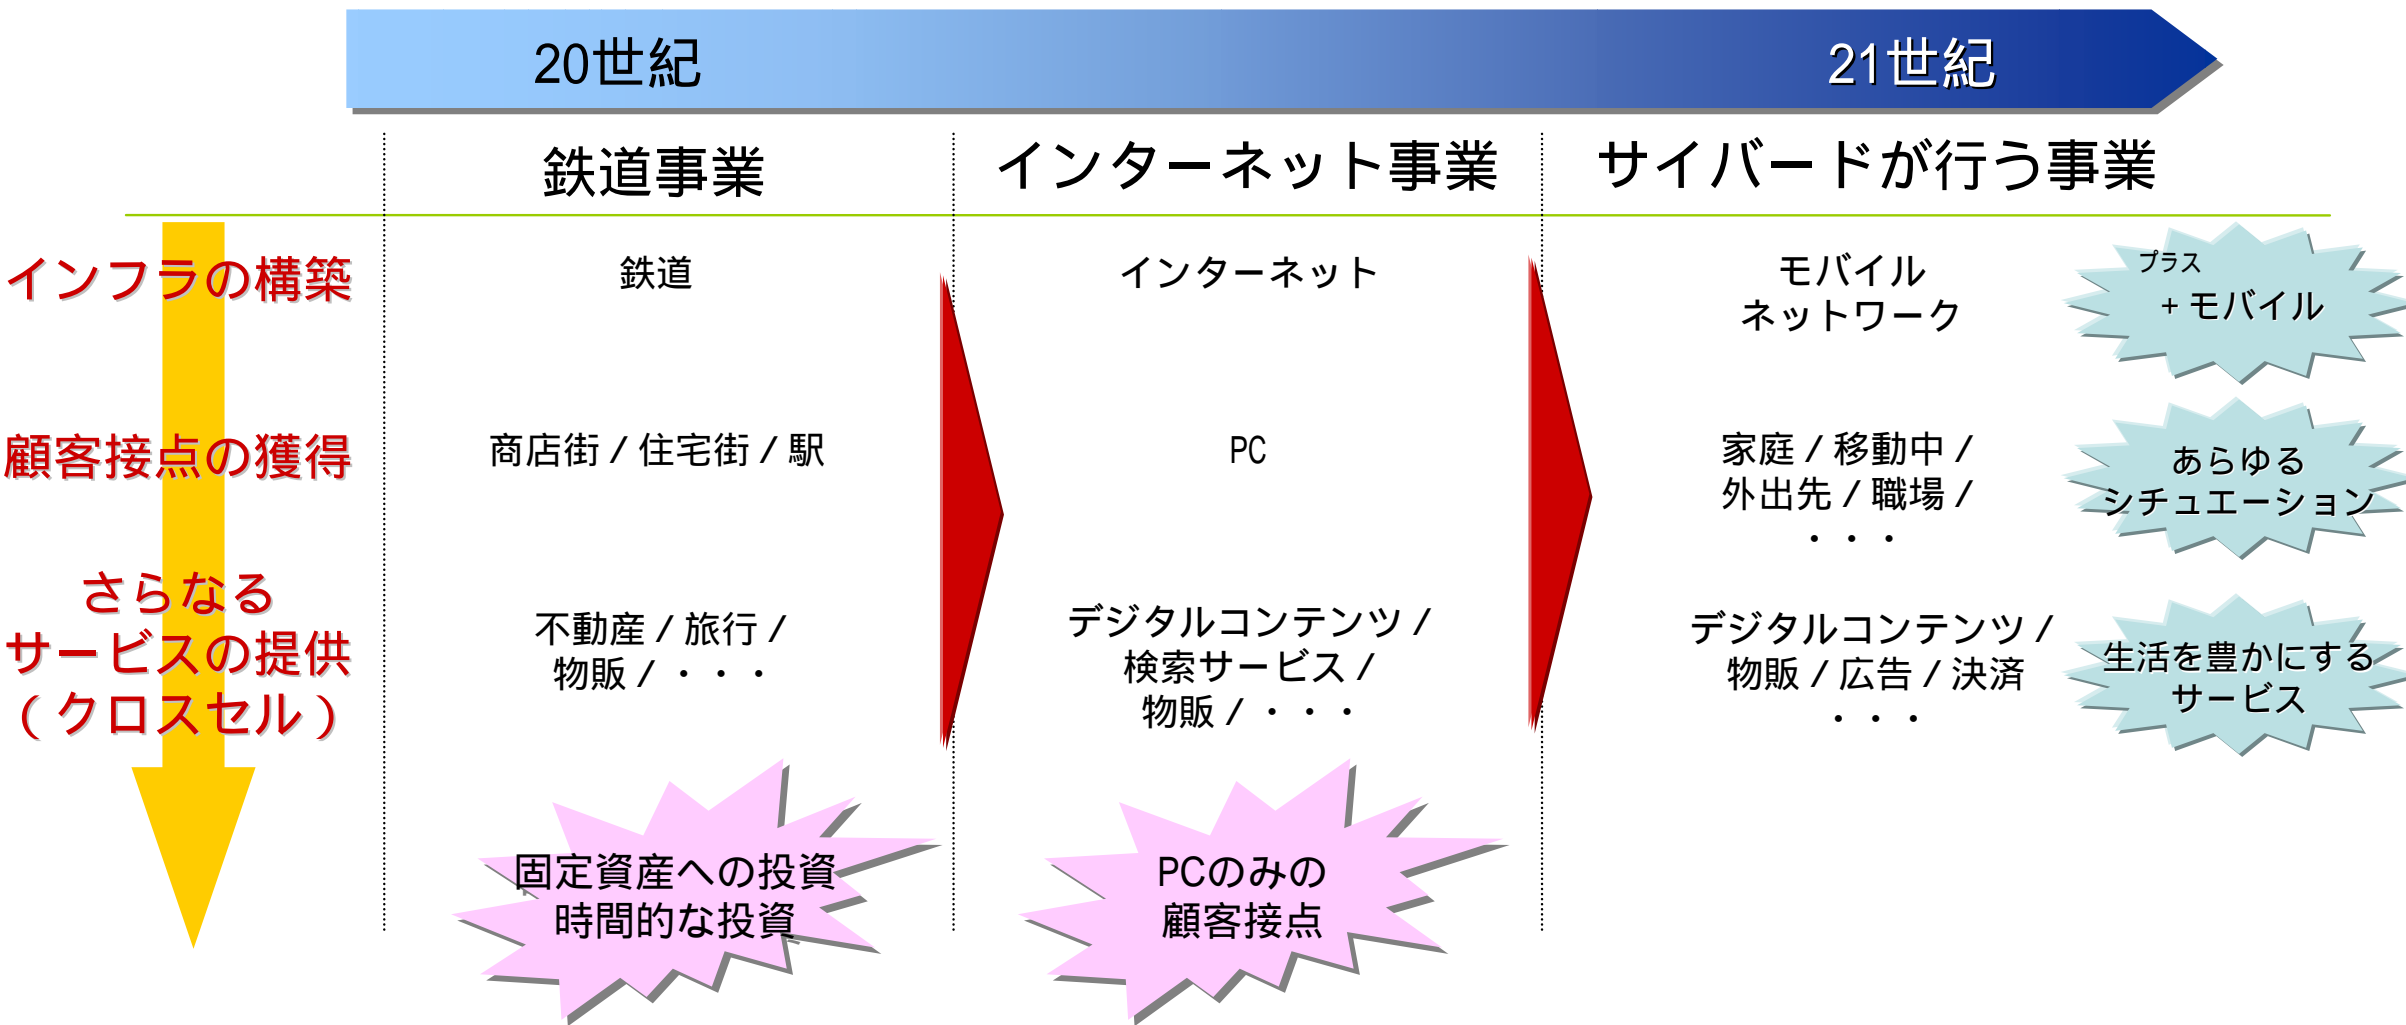 20世紀
21世紀
鉄道事業
インターネット事業
サイバードが行う事業
インフラの構築
鉄道
インターネット
モバイル
ネットワーク
プラス
+モバイル
顧客接点の獲得
商店街 / 住宅街 / 駅
PC
家庭 / 移動中 /
外出先 / 職場 /
・・・
あらゆる
シチュエーション
さらなる
サービスの提供
(クロスセル)
不動産 / 旅行 /
物販 / ・・・
デジタルコンテンツ /
検索サービス /
物販 / ・・・
デジタルコンテンツ /
物販 / 広告 / 決済
・・・
生活を豊かにする
サービス
固定資産への投資
時間的な投資
PCのみの
顧客接点